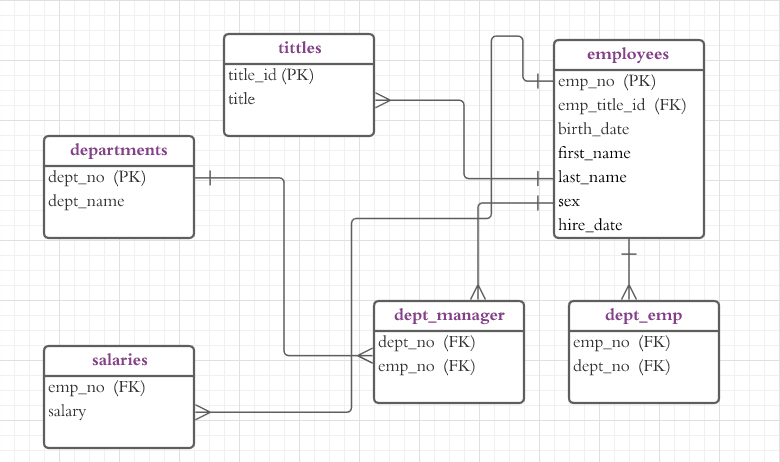 tittles
title_id (PK)
title
employees
emp_no (PK)
emp_title_id (FK)
birth_date
first_name
last_name
sex
hire_date
departments
dept_no (PK)
dept_name
dept_manager
dept_no (FK)
emp_no (FK)
dept_emp
emp_no (FK)
dept_no (FK)
salaries
emp_no (FK)
salary